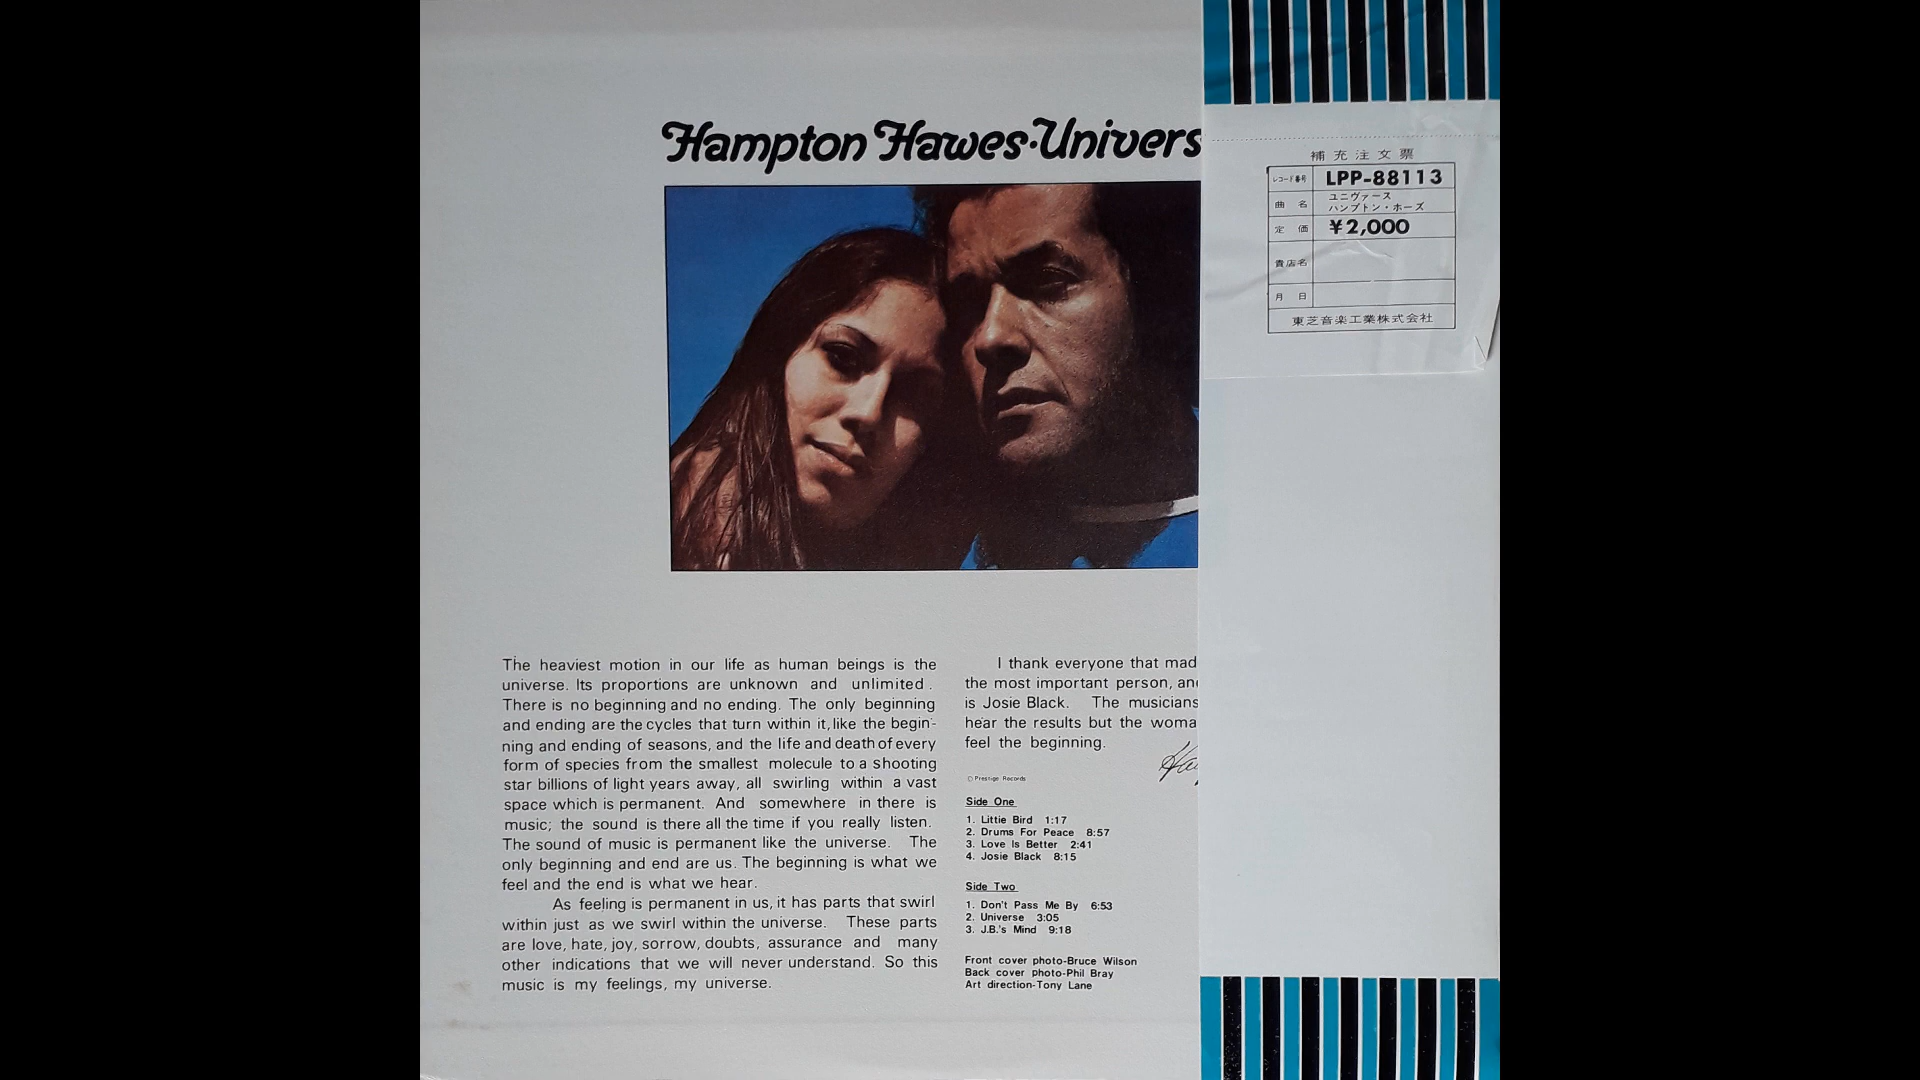 Hampton Hawes·Univers
補充注文票
レコード番号 LPP-88113
曲名 ユニヴァース
ハンプトン・ホーズ
定価 ¥2,000
貴店名
月日
東芝音楽工業株式会社
The heaviest motion in our life as human beings is the
universe. Its proportions are unknown and unlimited.
There is no beginning and no ending. The only beginning
and ending are the cycles that turn within it, like the begin-
ning and ending of seasons, and the life and death of every
form of species from the smallest molecule to a shooting
star billions of light years away, all swirling within a vast
space which is permanent. And somewhere in there is
music; the sound is there all the time if you really listen.
The sound of music is permanent like the universe. The
only beginning and end are us. The beginning is what we
feel and the end is what we hear.
As feeling is permanent in us, it has parts that swirl
within just as we swirl within the universe. These parts
are love, hate, joy, sorrow, doubts, assurance and many
other indications that we will never understand. So this
music is my feelings, my universe.
I thank everyone that mad
the most important person, an
is Josie Black. The musicians
hear the results but the woma
feel the beginning.
Ha
© Prestige Records
Side One
1. Little Bird 1:17
2. Drums For Peace 8:57
3. Love Is Better 2:41
4. Josie Black 8:15
Side Two
1. Don't Pass Me By 6:53
2. Universe 3:05
3. J.B.'s Mind 9:18
Front cover photo-Bruce Wilson
Back cover photo-Phil Bray
Art direction-Tony Lane